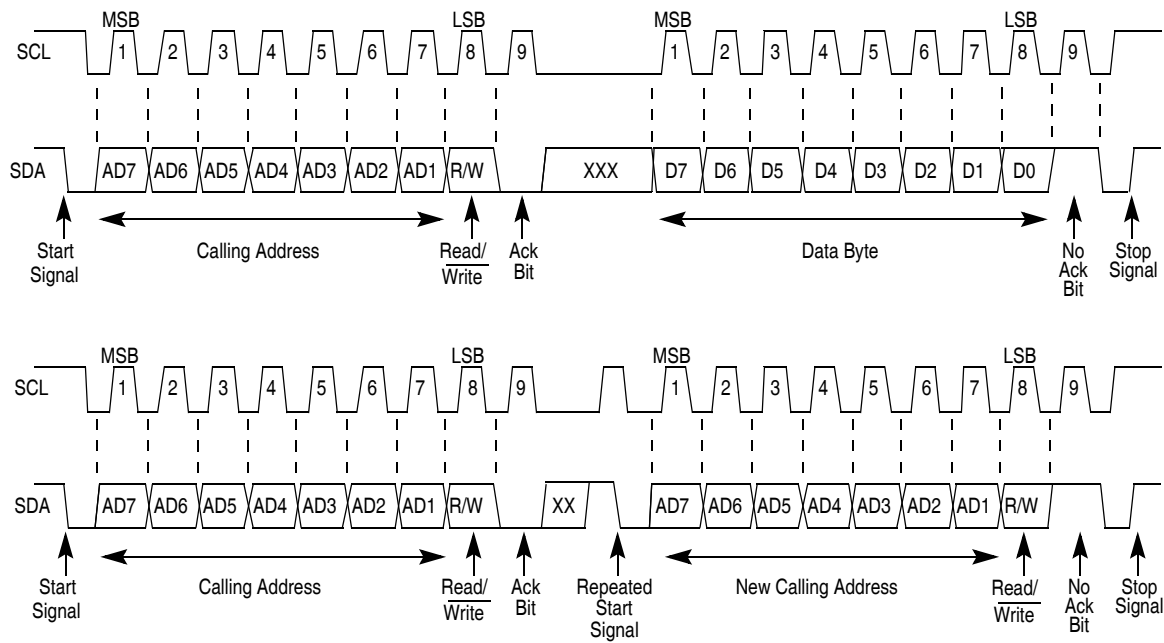 MSB LSB MSB LSB
SCL 1 2 3 4 5 6 7 8 9 1 2 3 4 5 6 7 8 9
SDA AD7 AD6 AD5 AD4 AD3 AD2 AD1 R/W XXX D7 D6 D5 D4 D3 D2 D1 D0
Start Signal
Calling Address
Read/
Write
Ack
Bit
Data Byte
No
Ack
Bit
Stop
Signal
MSB LSB MSB LSB
SCL 1 2 3 4 5 6 7 8 9 1 2 3 4 5 6 7 8 9
SDA AD7 AD6 AD5 AD4 AD3 AD2 AD1 R/W XX AD7 AD6 AD5 AD4 AD3 AD2 AD1 R/W
Start
Signal
Calling Address
Read/
Write
Ack
Bit
Repeated
Start
Signal
New Calling Address
Read/
Write
No
Ack
Bit
Stop
Signal